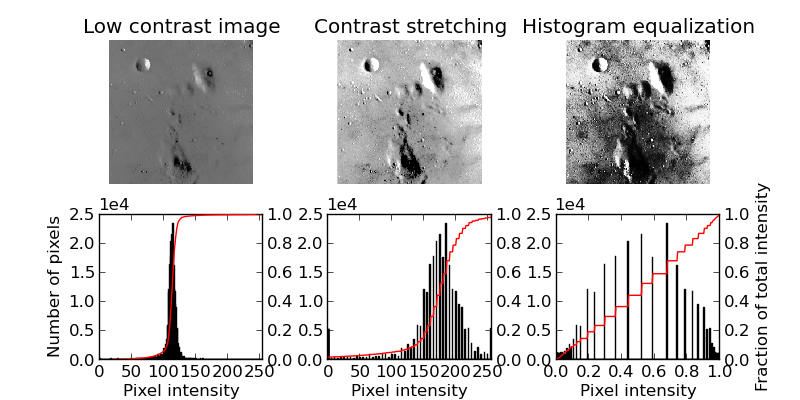 Low contrast image
Contrast stretching
Histogram equalization
1e4
2.5
2.0
1.5
1.0
0.5
0.0
Number of pixels
0 50 100 150 200 250
Pixel intensity
1.0
0.8
0.6
0.4
0.2
0.0
1e4
2.5
2.0
1.5
1.0
0.5
0.0
0 50 100 150 200 250
Pixel intensity
1.0
0.8
0.6
0.4
0.2
0.0
1e4
2.5
2.0
1.5
1.0
0.5
0.0
0.0 0.2 0.4 0.6 0.8 1.0
Pixel intensity
1.0
0.8
0.6
0.4
0.2
0.0
Fraction of total intensity